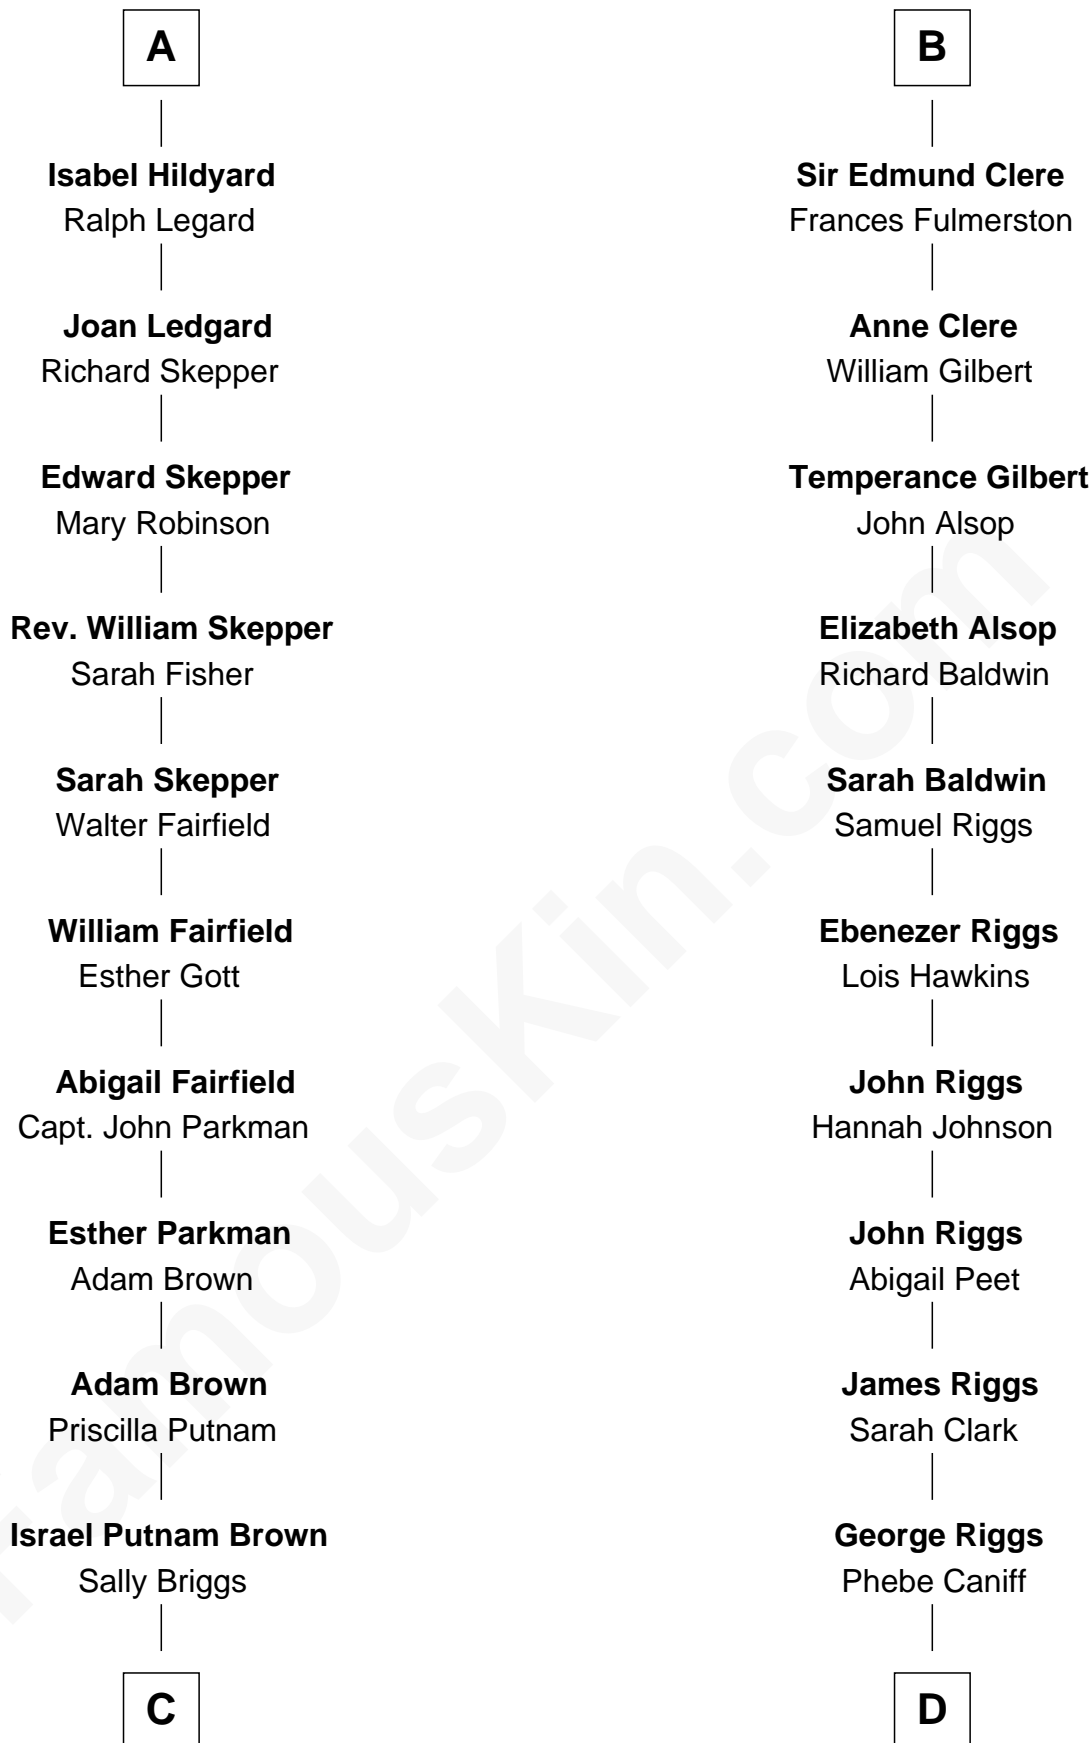 A
Isabel Hildyard
Ralph Legard
Joan Ledgard
Richard Skepper
Edward Skepper
Mary Robinson
Rev. William Skepper
Sarah Fisher
Sarah Skepper
Walter Fairfield
William Fairfield
Esther Gott
Abigail Fairfield
Capt. John Parkman
Esther Parkman
Adam Brown
Adam Brown
Priscilla Putnam
Israel Putnam Brown
Sally Briggs
C
B
Sir Edmund Clere
Frances Fulmerston
Anne Clere
William Gilbert
Temperance Gilbert
John Alsop
Elizabeth Alsop
Richard Baldwin
Sarah Baldwin
Samuel Riggs
Ebenezer Riggs
Lois Hawkins
John Riggs
Hannah Johnson
John Riggs
Abigail Peet
James Riggs
Sarah Clark
George Riggs
Phebe Caniff
D
FamousKin.com